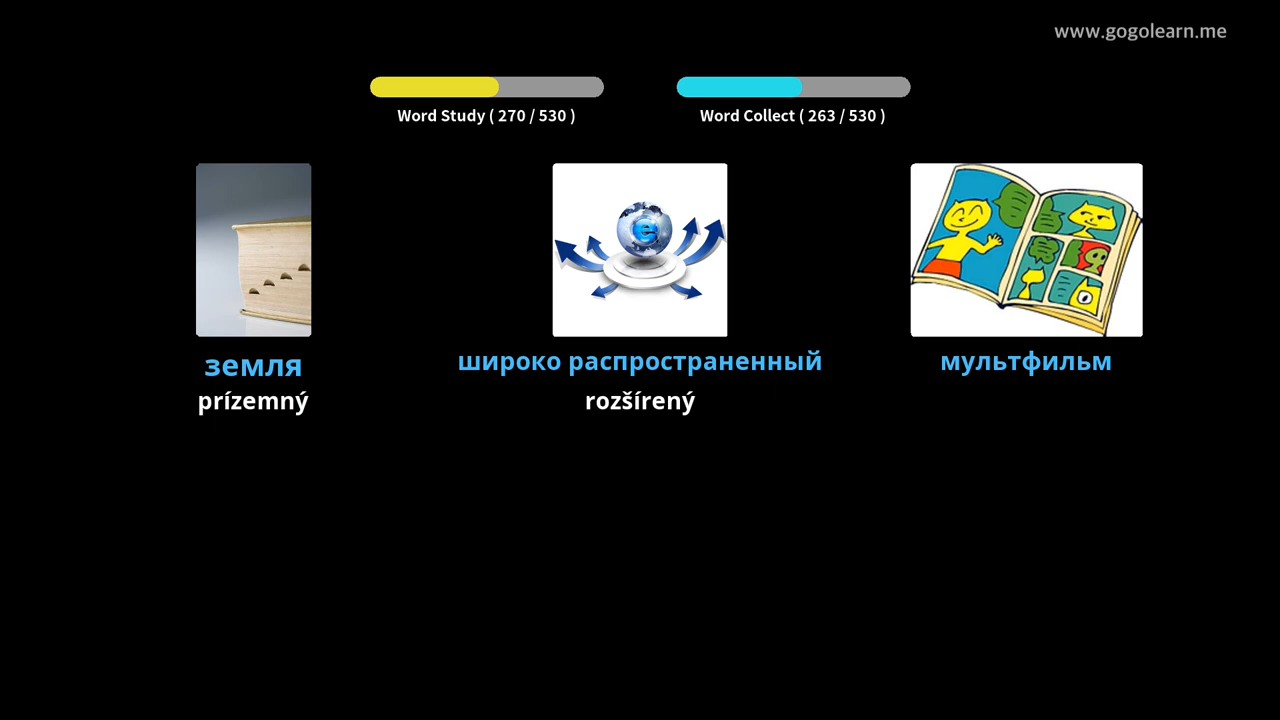 www.gogolearn.me
Word Study ( 270 / 530 )
Word Collect ( 263 / 530 )
земля
широко распространенный
мультфильм
prízemný
rozšírený